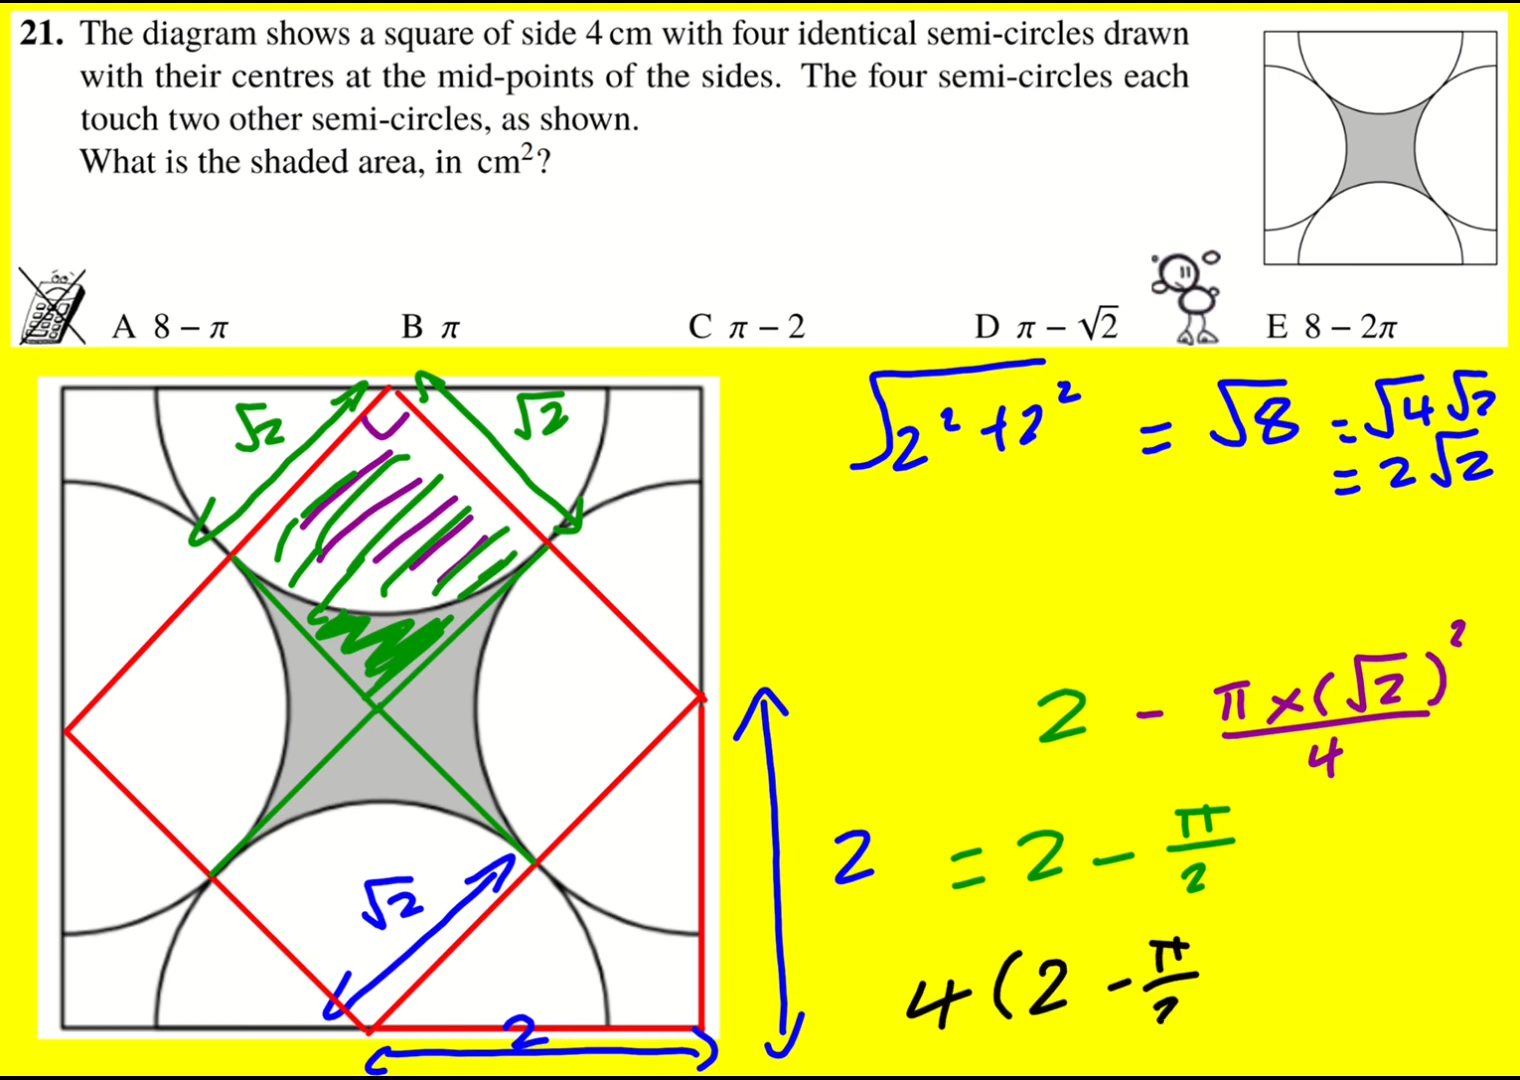 21. The diagram shows a square of side 4 cm with four identical semi-circles drawn
with their centres at the mid-points of the sides. The four semi-circles each
touch two other semi-circles, as shown.
What is the shaded area, in cm²?
A 8 – π B π C π – 2 D π – √2 E 8 – 2π
√2 √2
√(2² + 2²) = √8 = √4 √2
= 2√2
2 - π × (√2)² / 4
2
= 2 - π/2
√2
4 (2 - π/2
2